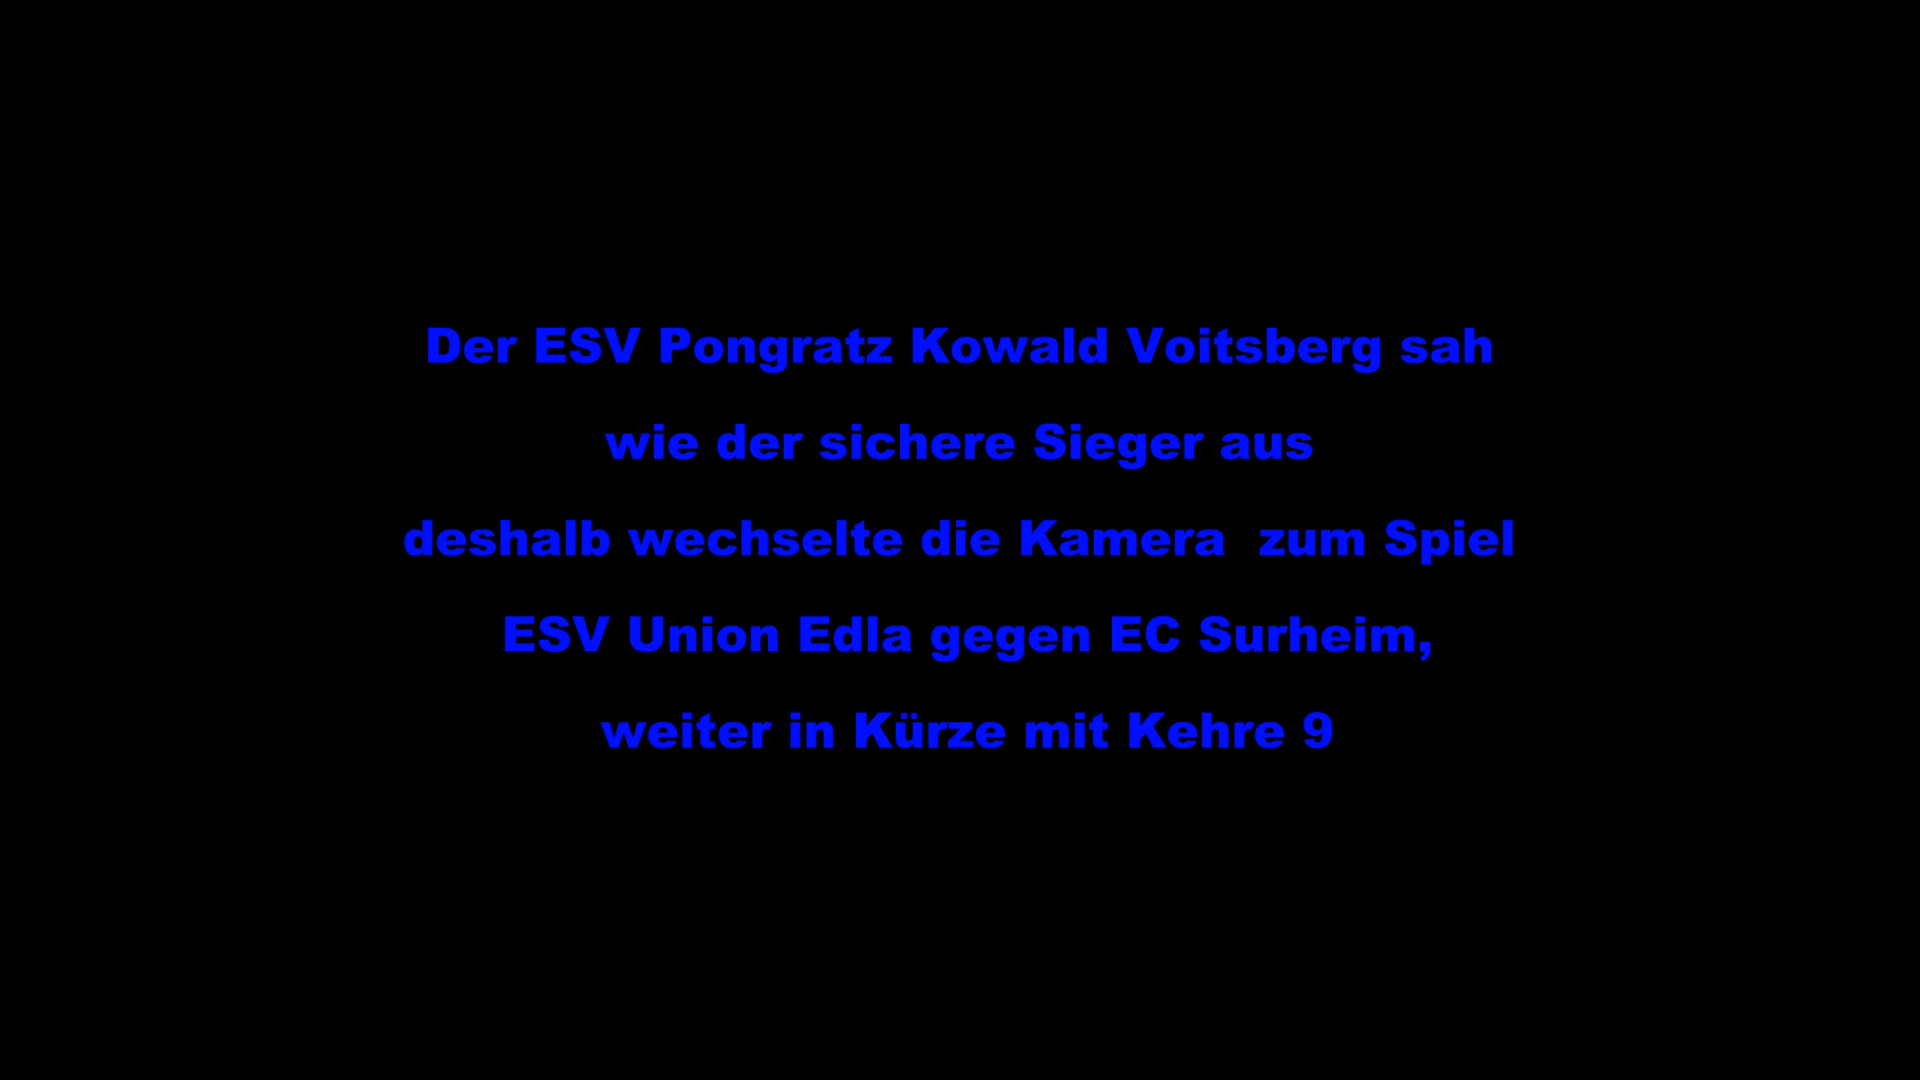 Der ESV Pongratz Kowald Voitsberg sah
wie der sichere Sieger aus
deshalb wechselte die Kamera  zum Spiel
ESV Union Edla gegen EC Surheim,
weiter in Kürze mit Kehre 9